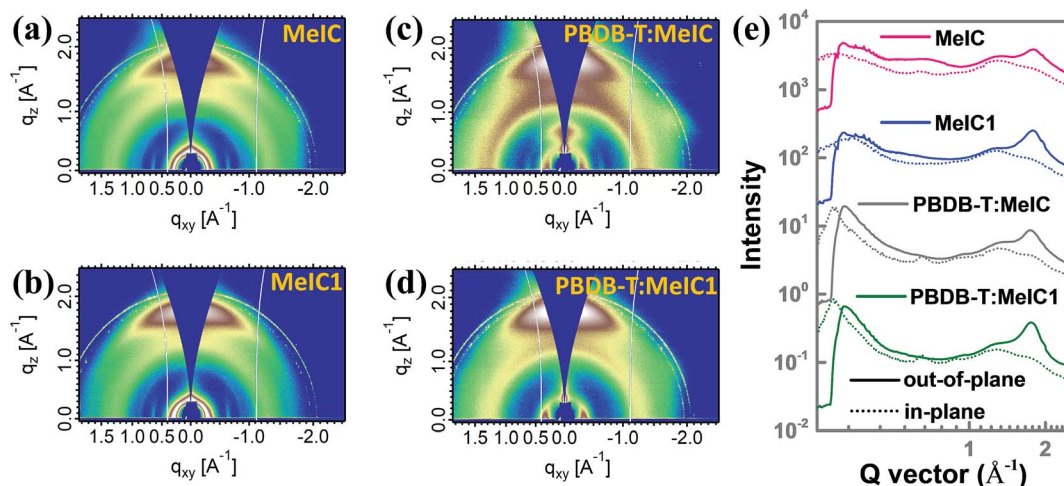 (a)
MeIC
2.0
1.0
0.0
q_z [A^-1]
1.5 1.0 0.5 0.0 -1.0 -2.0
q_xy [A^-1]
(b)
MeIC1
2.0
1.0
0.0
q_z [A^-1]
1.5 1.0 0.5 0.0 -1.0 -2.0
q_xy [A^-1]
(c)
PBDB-T:MeIC
2.0
1.0
0.0
q_z [A^-1]
1.5 1.0 0.5 0.0 -1.0 -2.0
q_xy [A^-1]
(d)
PBDB-T:MeIC1
2.0
1.0
0.0
q_z [A^-1]
1.5 1.0 0.5 0.0 -1.0 -2.0
q_xy [A^-1]
(e)
10^4
10^3
10^2
10^1
10^0
10^-1
10^-2
Intensity
MeIC
MeIC1
PBDB-T:MeIC
PBDB-T:MeIC1
out-of-plane
in-plane
1 2
Q vector (Å^-1)